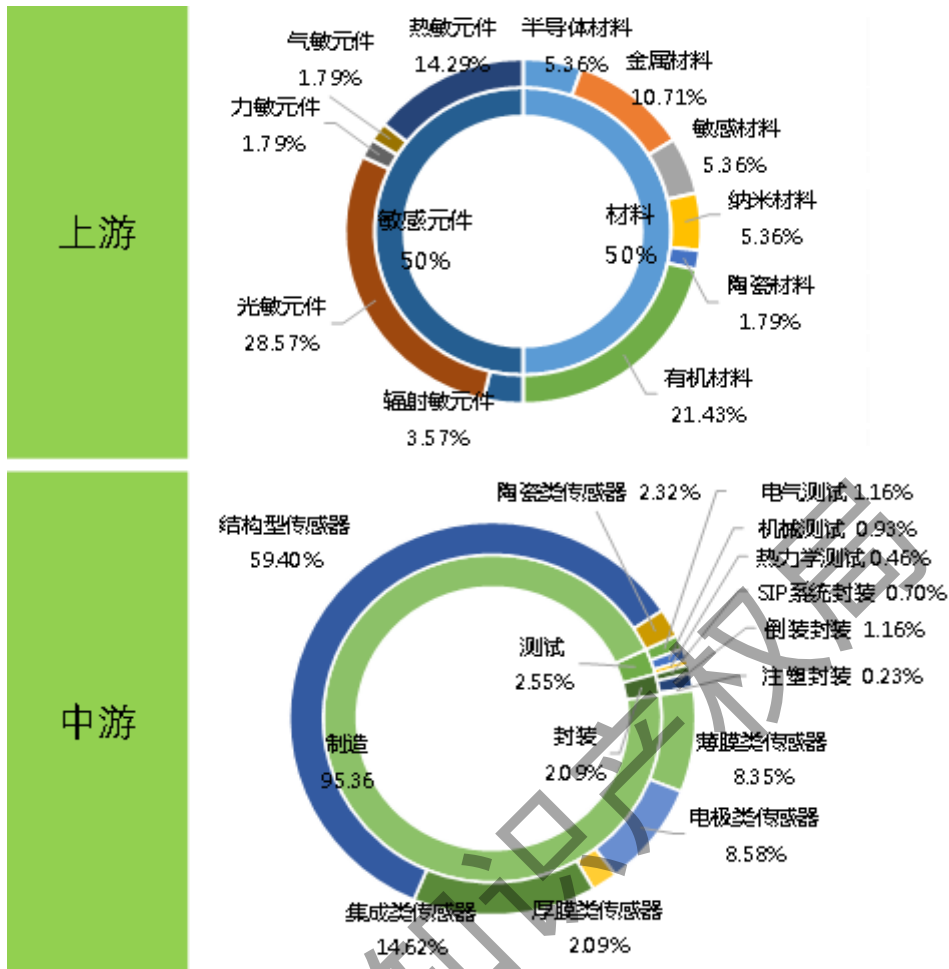 上游
热敏元件
14.29%
半导体材料
5.36%
气敏元件
1.79%
金属材料
10.71%
力敏元件
1.79%
敏感材料
5.36%
敏感元件
50%
材料
50%
纳米材料
5.36%
陶瓷材料
1.79%
光敏元件
28.57%
有机材料
21.43%
辐射敏元件
3.57%
中游
陶瓷类传感器 2.32%
电气测试 1.16%
结构型传感器
59.40%
机械测试 0.93%
热力学测试 0.46%
SIP系统封装 0.70%
倒装封装 1.16%
测试
2.55%
注塑封装 0.23%
制造
95.36
封装
2.09%
薄膜类传感器
8.35%
电极类传感器
8.58%
集成类传感器
14.62%
厚膜类传感器
2.09%
知识产权局